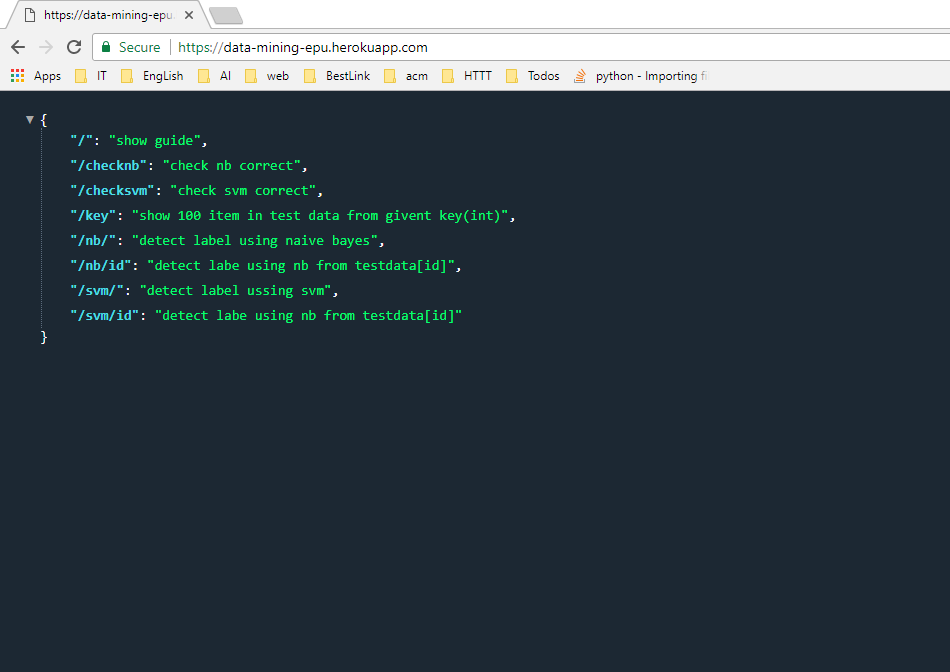 https://data-mining-epu
Secure https://data-mining-epu.herokuapp.com
Apps IT EngLish AI web BestLink acm HTTT Todos python - Importing fi
{
"/": "show guide",
"/checknb": "check nb correct",
"/checksvm": "check svm correct",
"/key": "show 100 item in test data from givent key(int)",
"/nb/": "detect label using naive bayes",
"/nb/id": "detect labe using nb from testdata[id]",
"/svm/": "detect label ussing svm",
"/svm/id": "detect labe using nb from testdata[id]"
}